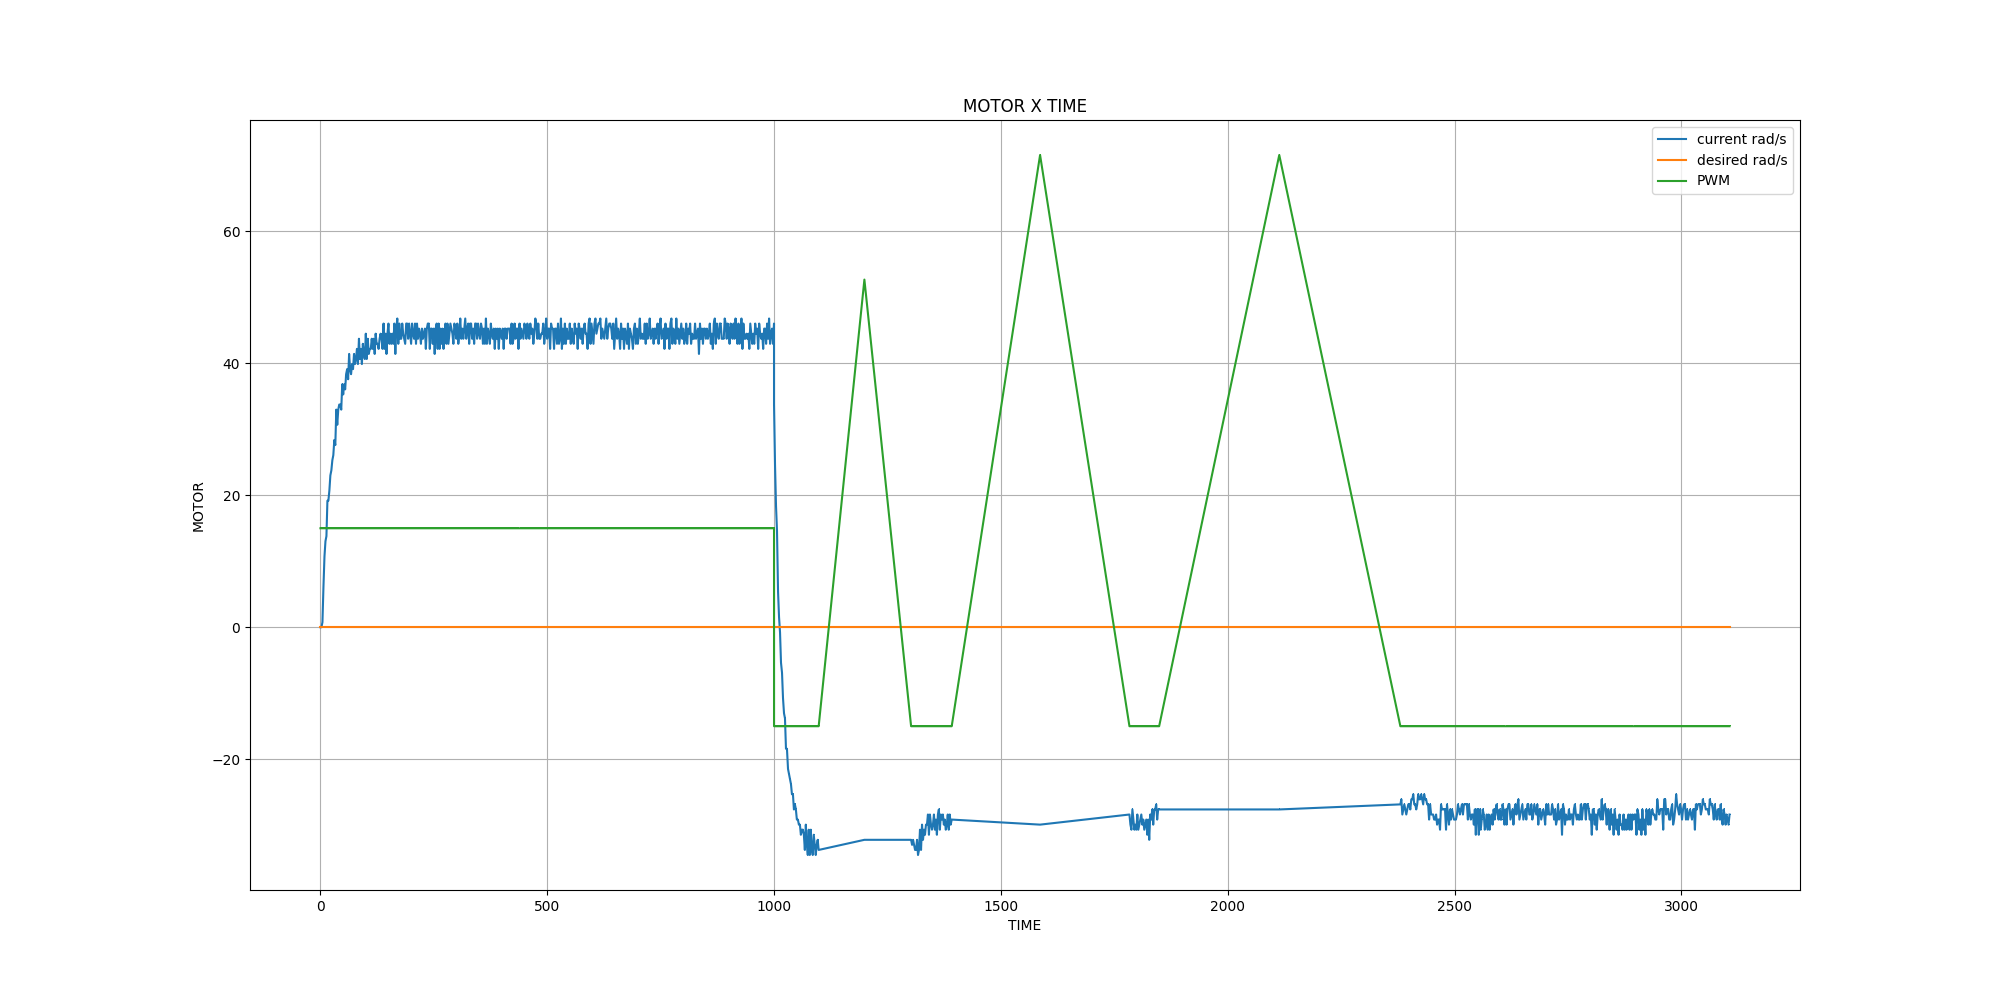 MOTOR X TIME
current rad/s
desired rad/s
PWM
60
40
20
0
−20
MOTOR
0
500
1000
1500
2000
2500
3000
TIME